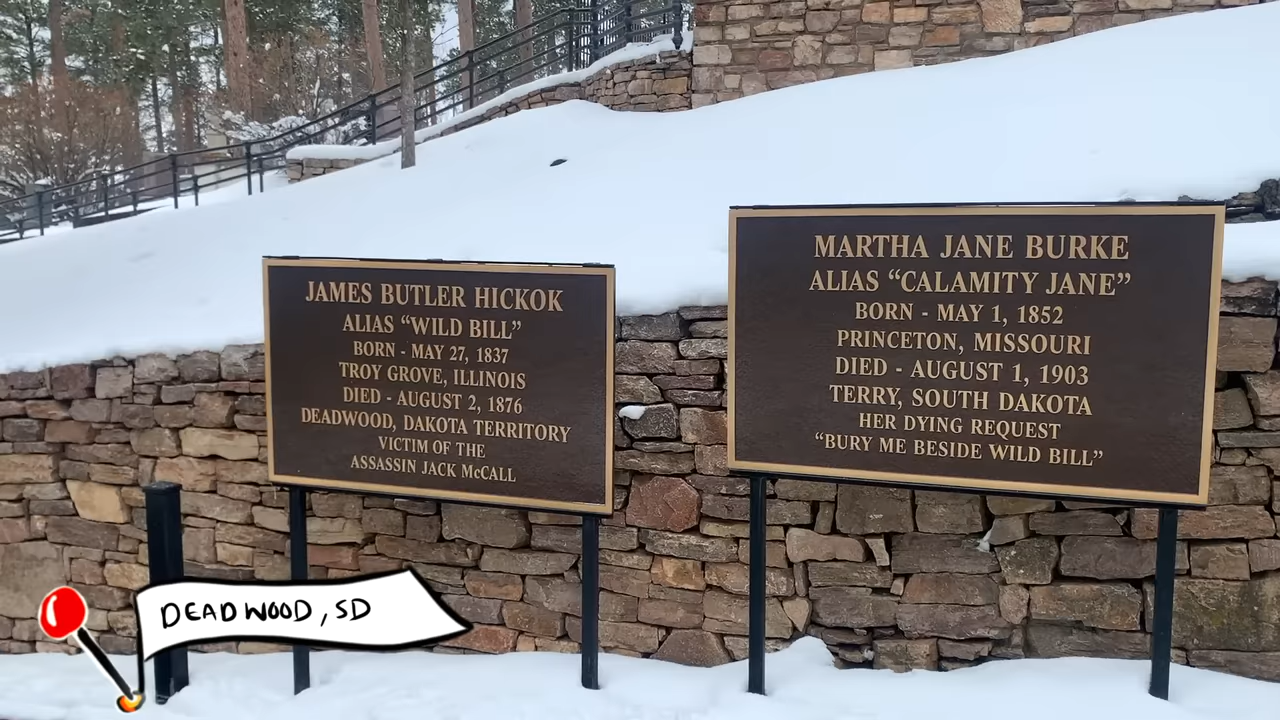 JAMES BUTLER HICKOK
ALIAS “WILD BILL”
BORN - MAY 27, 1837
TROY GROVE, ILLINOIS
DIED - AUGUST 2, 1876
DEADWOOD, DAKOTA TERRITORY
VICTIM OF THE
ASSASSIN JACK McCALL
MARTHA JANE BURKE
ALIAS “CALAMITY JANE”
BORN - MAY 1, 1852
PRINCETON, MISSOURI
DIED - AUGUST 1, 1903
TERRY, SOUTH DAKOTA
HER DYING REQUEST
“BURY ME BESIDE WILD BILL”
DEADWOOD, SD